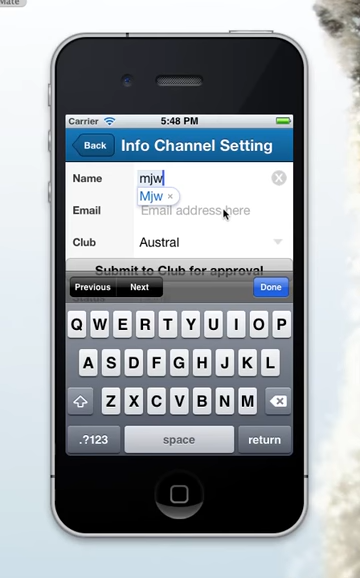 Mate
Carrier 5:48 PM
Back Info Channel Setting
Name mjw
Mjw ×
Email Email address here
Club Austral
Submit to Club for approval
Previous Next Done
Q W E R T Y U I O P
A S D F G H J K L
Z X C V B N M
.?123 space return